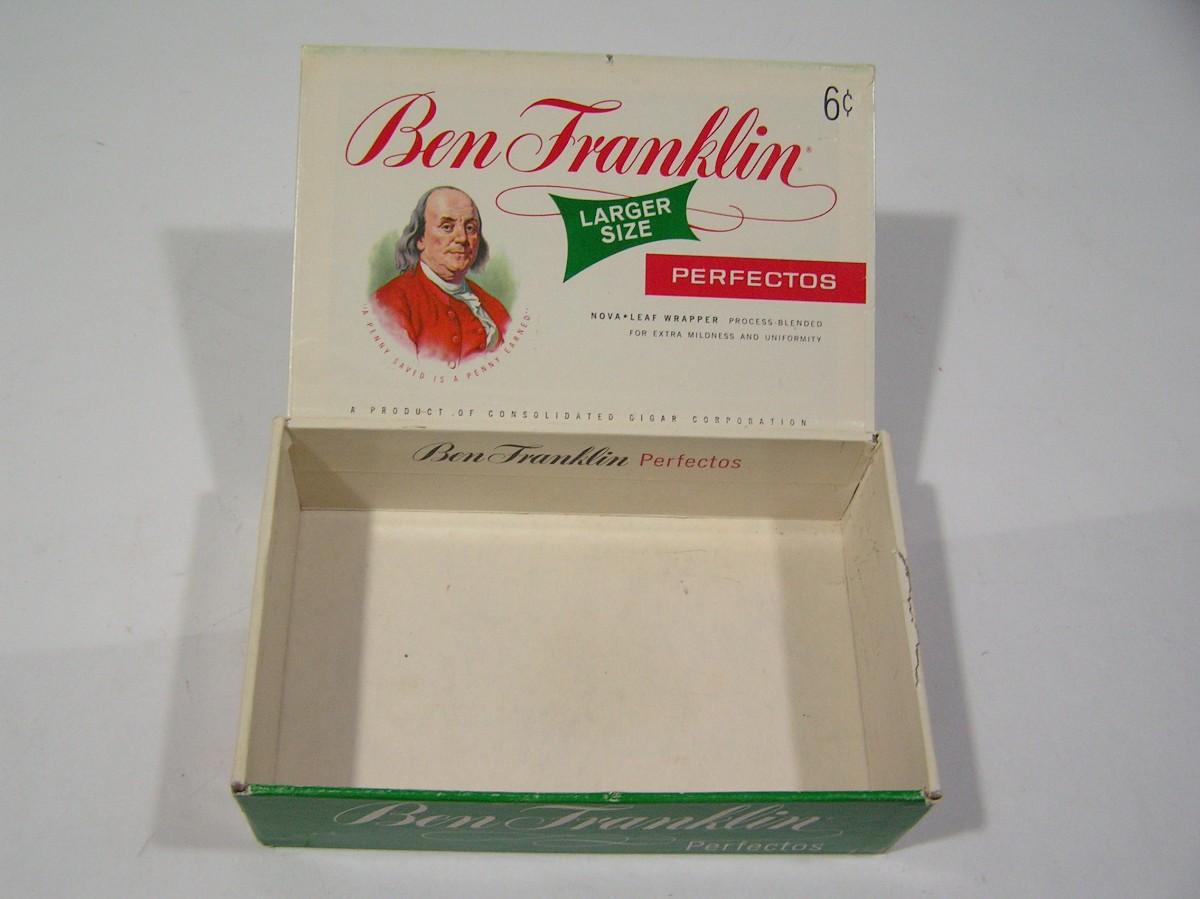 6¢
Ben Franklin®
LARGER
SIZE
PERFECTOS
NOVA•LEAF WRAPPER PROCESS-BLENDED
FOR EXTRA MILDNESS AND UNIFORMITY
"A PENNY SAVED IS A PENNY EARNED"
A PRODUCT OF CONSOLIDATED CIGAR CORPORATION
Ben Franklin Perfectos
Ben Franklin
Perfectos